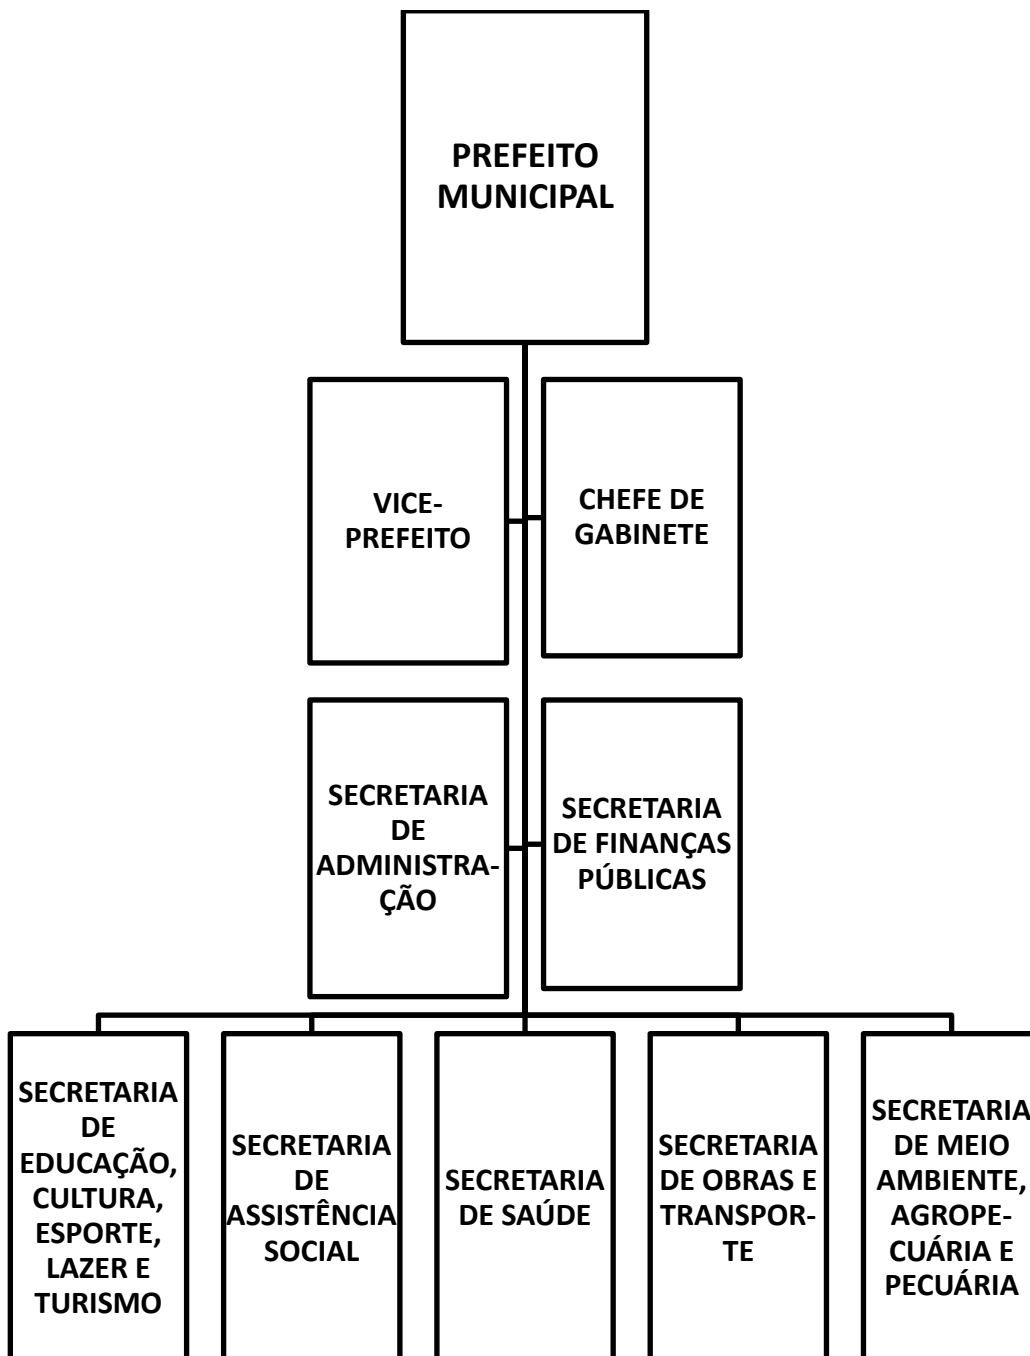 PREFEITO
MUNICIPAL
VICE-
PREFEITO
CHEFE DE
GABINETE
SECRETARIA
DE
ADMINISTRA-
ÇÃO
SECRETARIA
DE FINANÇAS
PÚBLICAS
SECRETARIA
DE
EDUCAÇÃO,
CULTURA,
ESPORTE,
LAZER E
TURISMO
SECRETARIA
DE
ASSISTÊNCIA
SOCIAL
SECRETARIA
DE SAÚDE
SECRETARIA
DE OBRAS E
TRANSPOR-
TE
SECRETARIA
DE MEIO
AMBIENTE,
AGROPE-
CUÁRIA E
PECUÁRIA